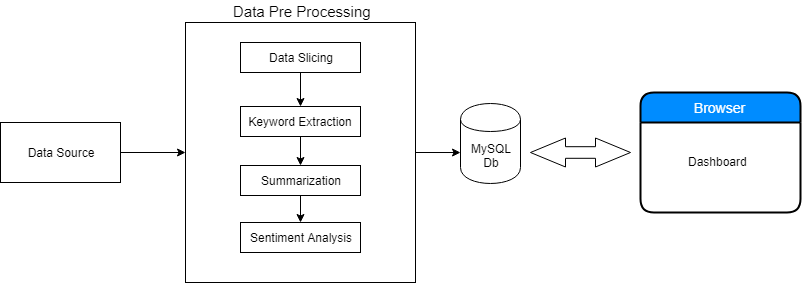 Data Pre Processing
Data Slicing
Keyword Extraction
Summarization
Sentiment Analysis
Data Source
MySQL
Db
Browser
Dashboard